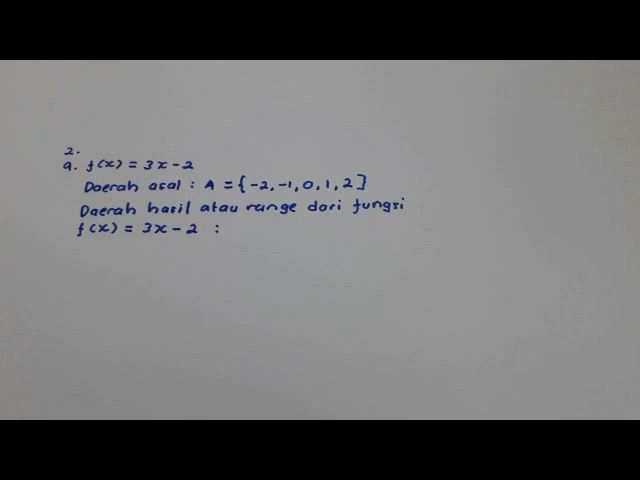 2.
a. f(x) = 3x - 2
Daerah asal : A = {-2, -1, 0, 1, 2}
Daerah hasil atau range dari fungsi
f(x) = 3x - 2 :